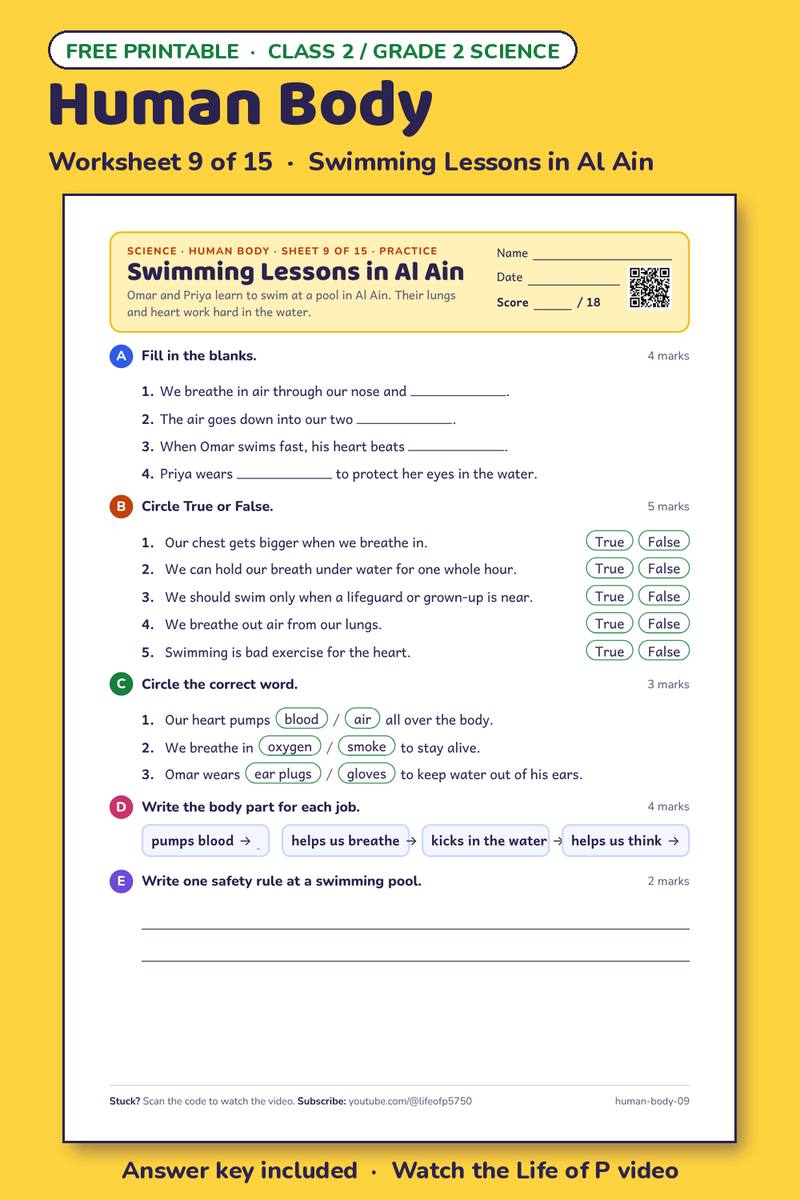 FREE PRINTABLE · CLASS 2 / GRADE 2 SCIENCE
Human Body
Worksheet 9 of 15 · Swimming Lessons in Al Ain
SCIENCE · HUMAN BODY · SHEET 9 OF 15 · PRACTICE
Swimming Lessons in Al Ain
Omar and Priya learn to swim at a pool in Al Ain. Their lungs
and heart work hard in the water.
Name
Date
Score ______ / 18
A Fill in the blanks. 4 marks
1. We breathe in air through our nose and ____________.
2. The air goes down into our two ____________.
3. When Omar swims fast, his heart beats ____________.
4. Priya wears ____________ to protect her eyes in the water.
B Circle True or False. 5 marks
1. Our chest gets bigger when we breathe in. True False
2. We can hold our breath under water for one whole hour. True False
3. We should swim only when a lifeguard or grown-up is near. True False
4. We breathe out air from our lungs. True False
5. Swimming is bad exercise for the heart. True False
C Circle the correct word. 3 marks
1. Our heart pumps blood / air all over the body.
2. We breathe in oxygen / smoke to stay alive.
3. Omar wears ear plugs / gloves to keep water out of his ears.
D Write the body part for each job. 4 marks
pumps blood → helps us breathe → kicks in the water → helps us think →
E Write one safety rule at a swimming pool. 2 marks
Stuck? Scan the code to watch the video. Subscribe: youtube.com/@lifeofp5750 human-body-09
Answer key included · Watch the Life of P video